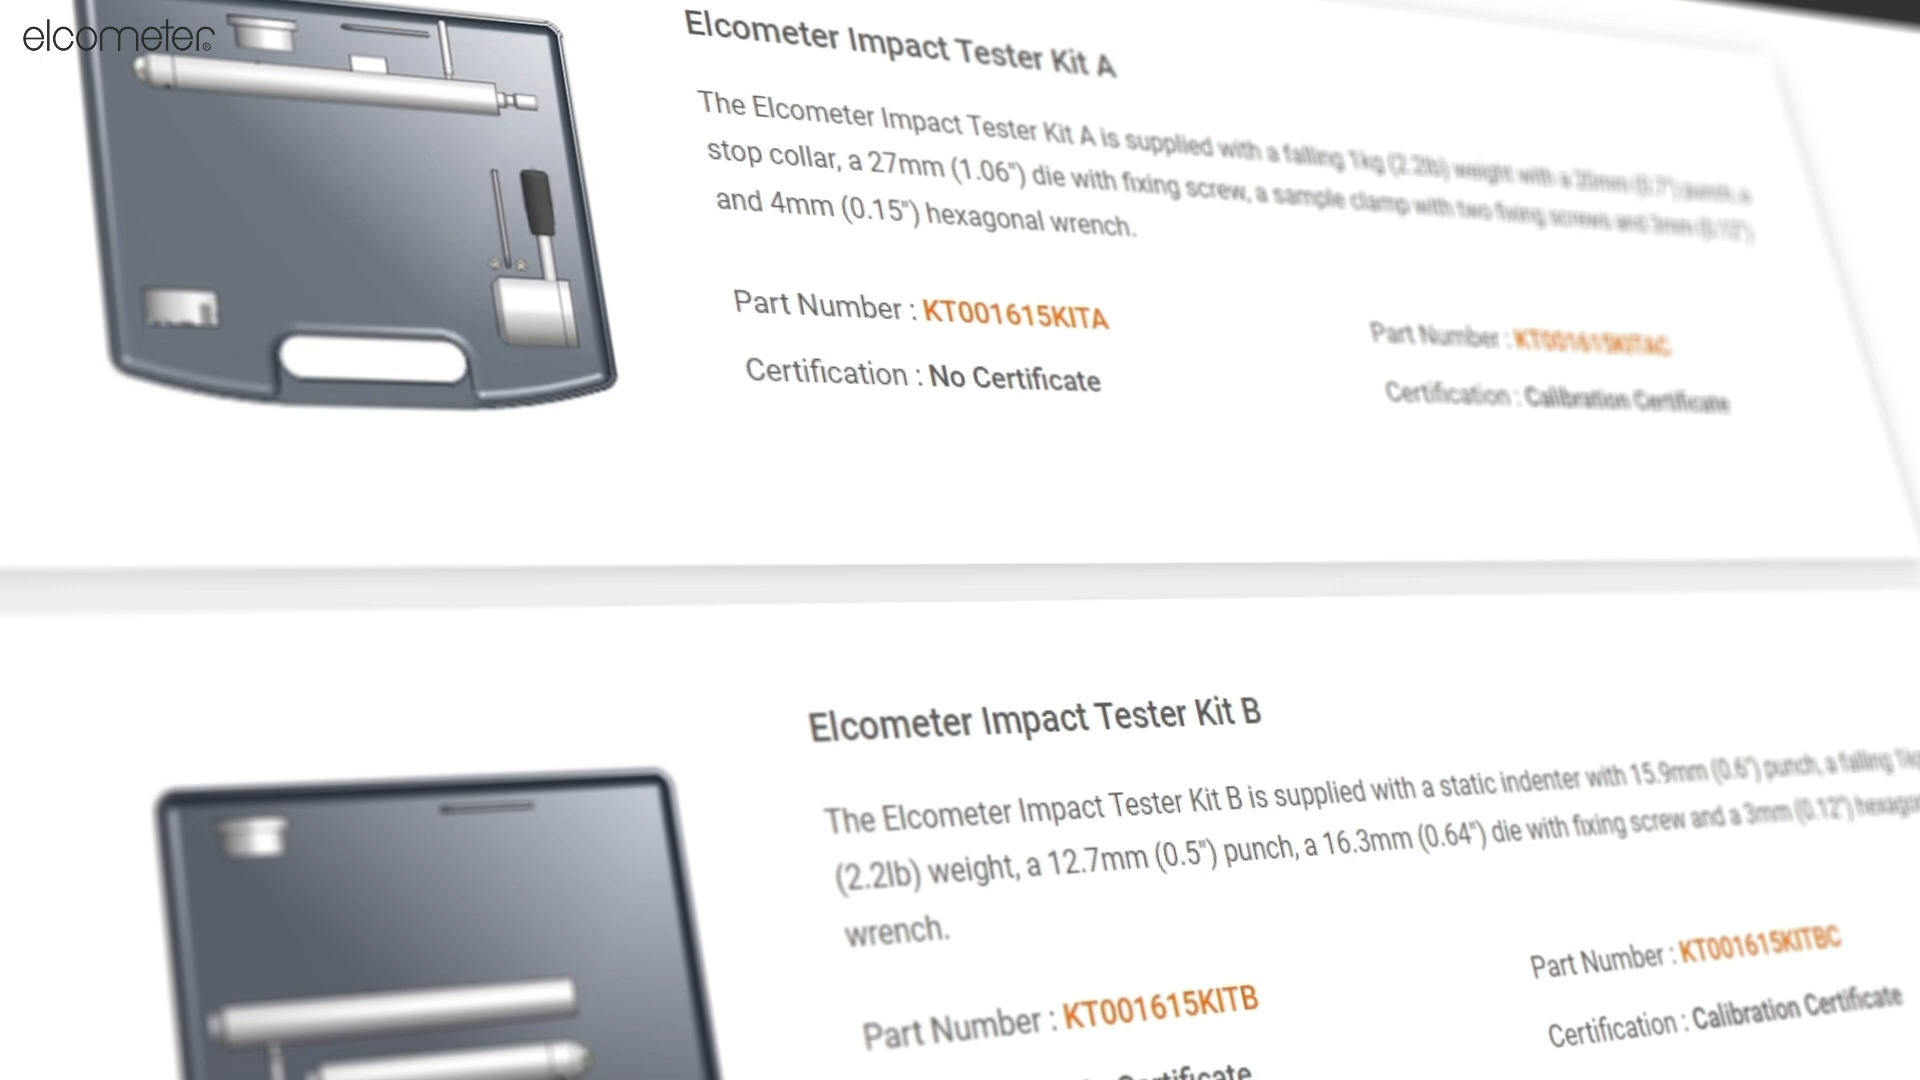 elcometer®
Elcometer Impact Tester Kit A
The Elcometer Impact Tester Kit A is supplied with a falling 1kg (2.2lb) weight with a 20mm (0.7") punch, a
stop collar, a 27mm (1.06") die with fixing screw, a sample clamp with two fixing screws and 3mm (0.12")
and 4mm (0.15") hexagonal wrench.
Part Number : KT001615KITA
Part Number : KT001615KITAC
Certification : No Certificate
Certification : Calibration Certificate
Elcometer Impact Tester Kit B
The Elcometer Impact Tester Kit B is supplied with a static indenter with 15.9mm (0.6") punch, a falling 1kg
(2.2lb) weight, a 12.7mm (0.5") punch, a 16.3mm (0.64") die with fixing screw and a 3mm (0.12")
wrench.
Part Number : KT001615KITB
Part Number : KT001615KITBC
Certificate
Certification : Calibration Certificate